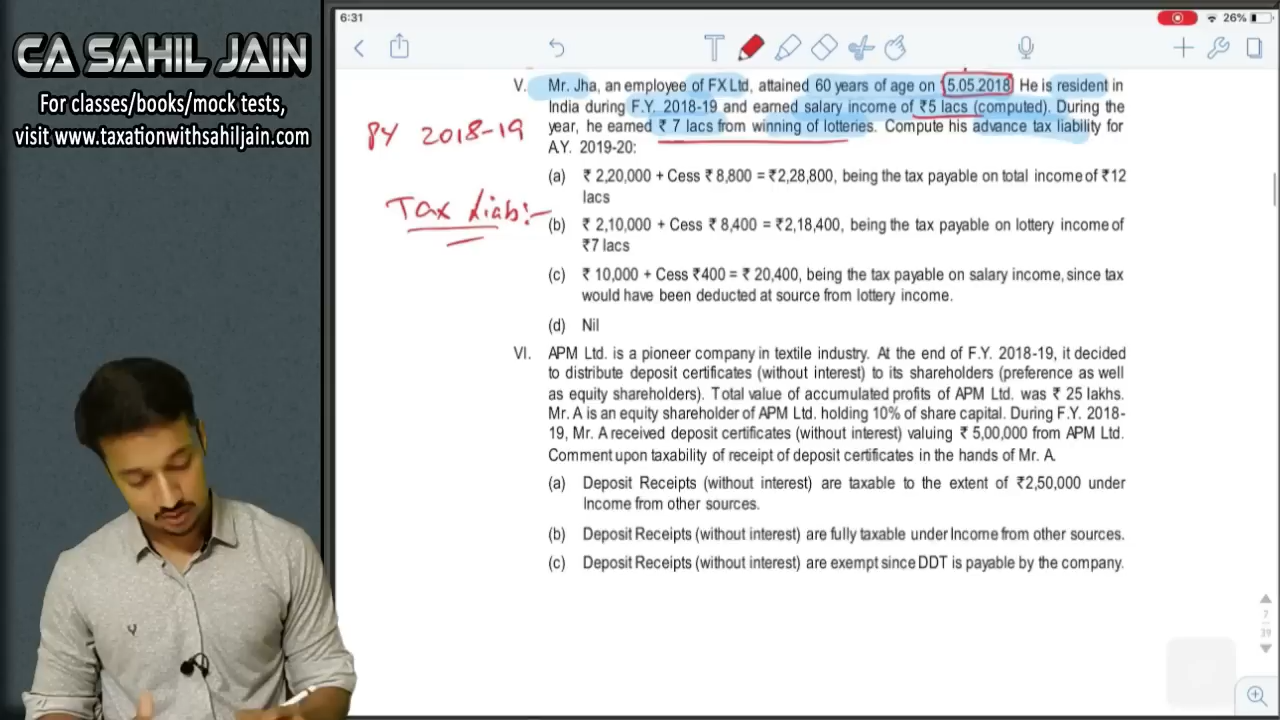 CA SAHIL JAIN
For classes/books/mock tests,
visit www.taxationwithsahiljain.com
6:31
26%
V. Mr. Jha, an employee of FX Ltd, attained 60 years of age on 15.05.2018 He is resident in
India during F.Y. 2018-19 and earned salary income of ₹5 lacs (computed). During the
year, he earned ₹ 7 lacs from winning of lotteries. Compute his advance tax liability for
A.Y. 2019-20:
PY 2018-19
Tax Liab:-
(a) ₹ 2,20,000 + Cess ₹ 8,800 = ₹2,28,800, being the tax payable on total income of ₹12
lacs
(b) ₹ 2,10,000 + Cess ₹ 8,400 = ₹2,18,400, being the tax payable on lottery income of
₹7 lacs
(c) ₹ 10,000 + Cess ₹400 = ₹ 20,400, being the tax payable on salary income, since tax
would have been deducted at source from lottery income.
(d) Nil
VI. APM Ltd. is a pioneer company in textile industry. At the end of F.Y. 2018-19, it decided
to distribute deposit certificates (without interest) to its shareholders (preference as well
as equity shareholders). Total value of accumulated profits of APM Ltd. was ₹ 25 lakhs.
Mr. A is an equity shareholder of APM Ltd. holding 10% of share capital. During F.Y. 2018-
19, Mr. A received deposit certificates (without interest) valuing ₹ 5,00,000 from APM Ltd.
Comment upon taxability of receipt of deposit certificates in the hands of Mr. A.
(a) Deposit Receipts (without interest) are taxable to the extent of ₹2,50,000 under
Income from other sources.
(b) Deposit Receipts (without interest) are fully taxable under Income from other sources.
(c) Deposit Receipts (without interest) are exempt since DDT is payable by the company.
7
39